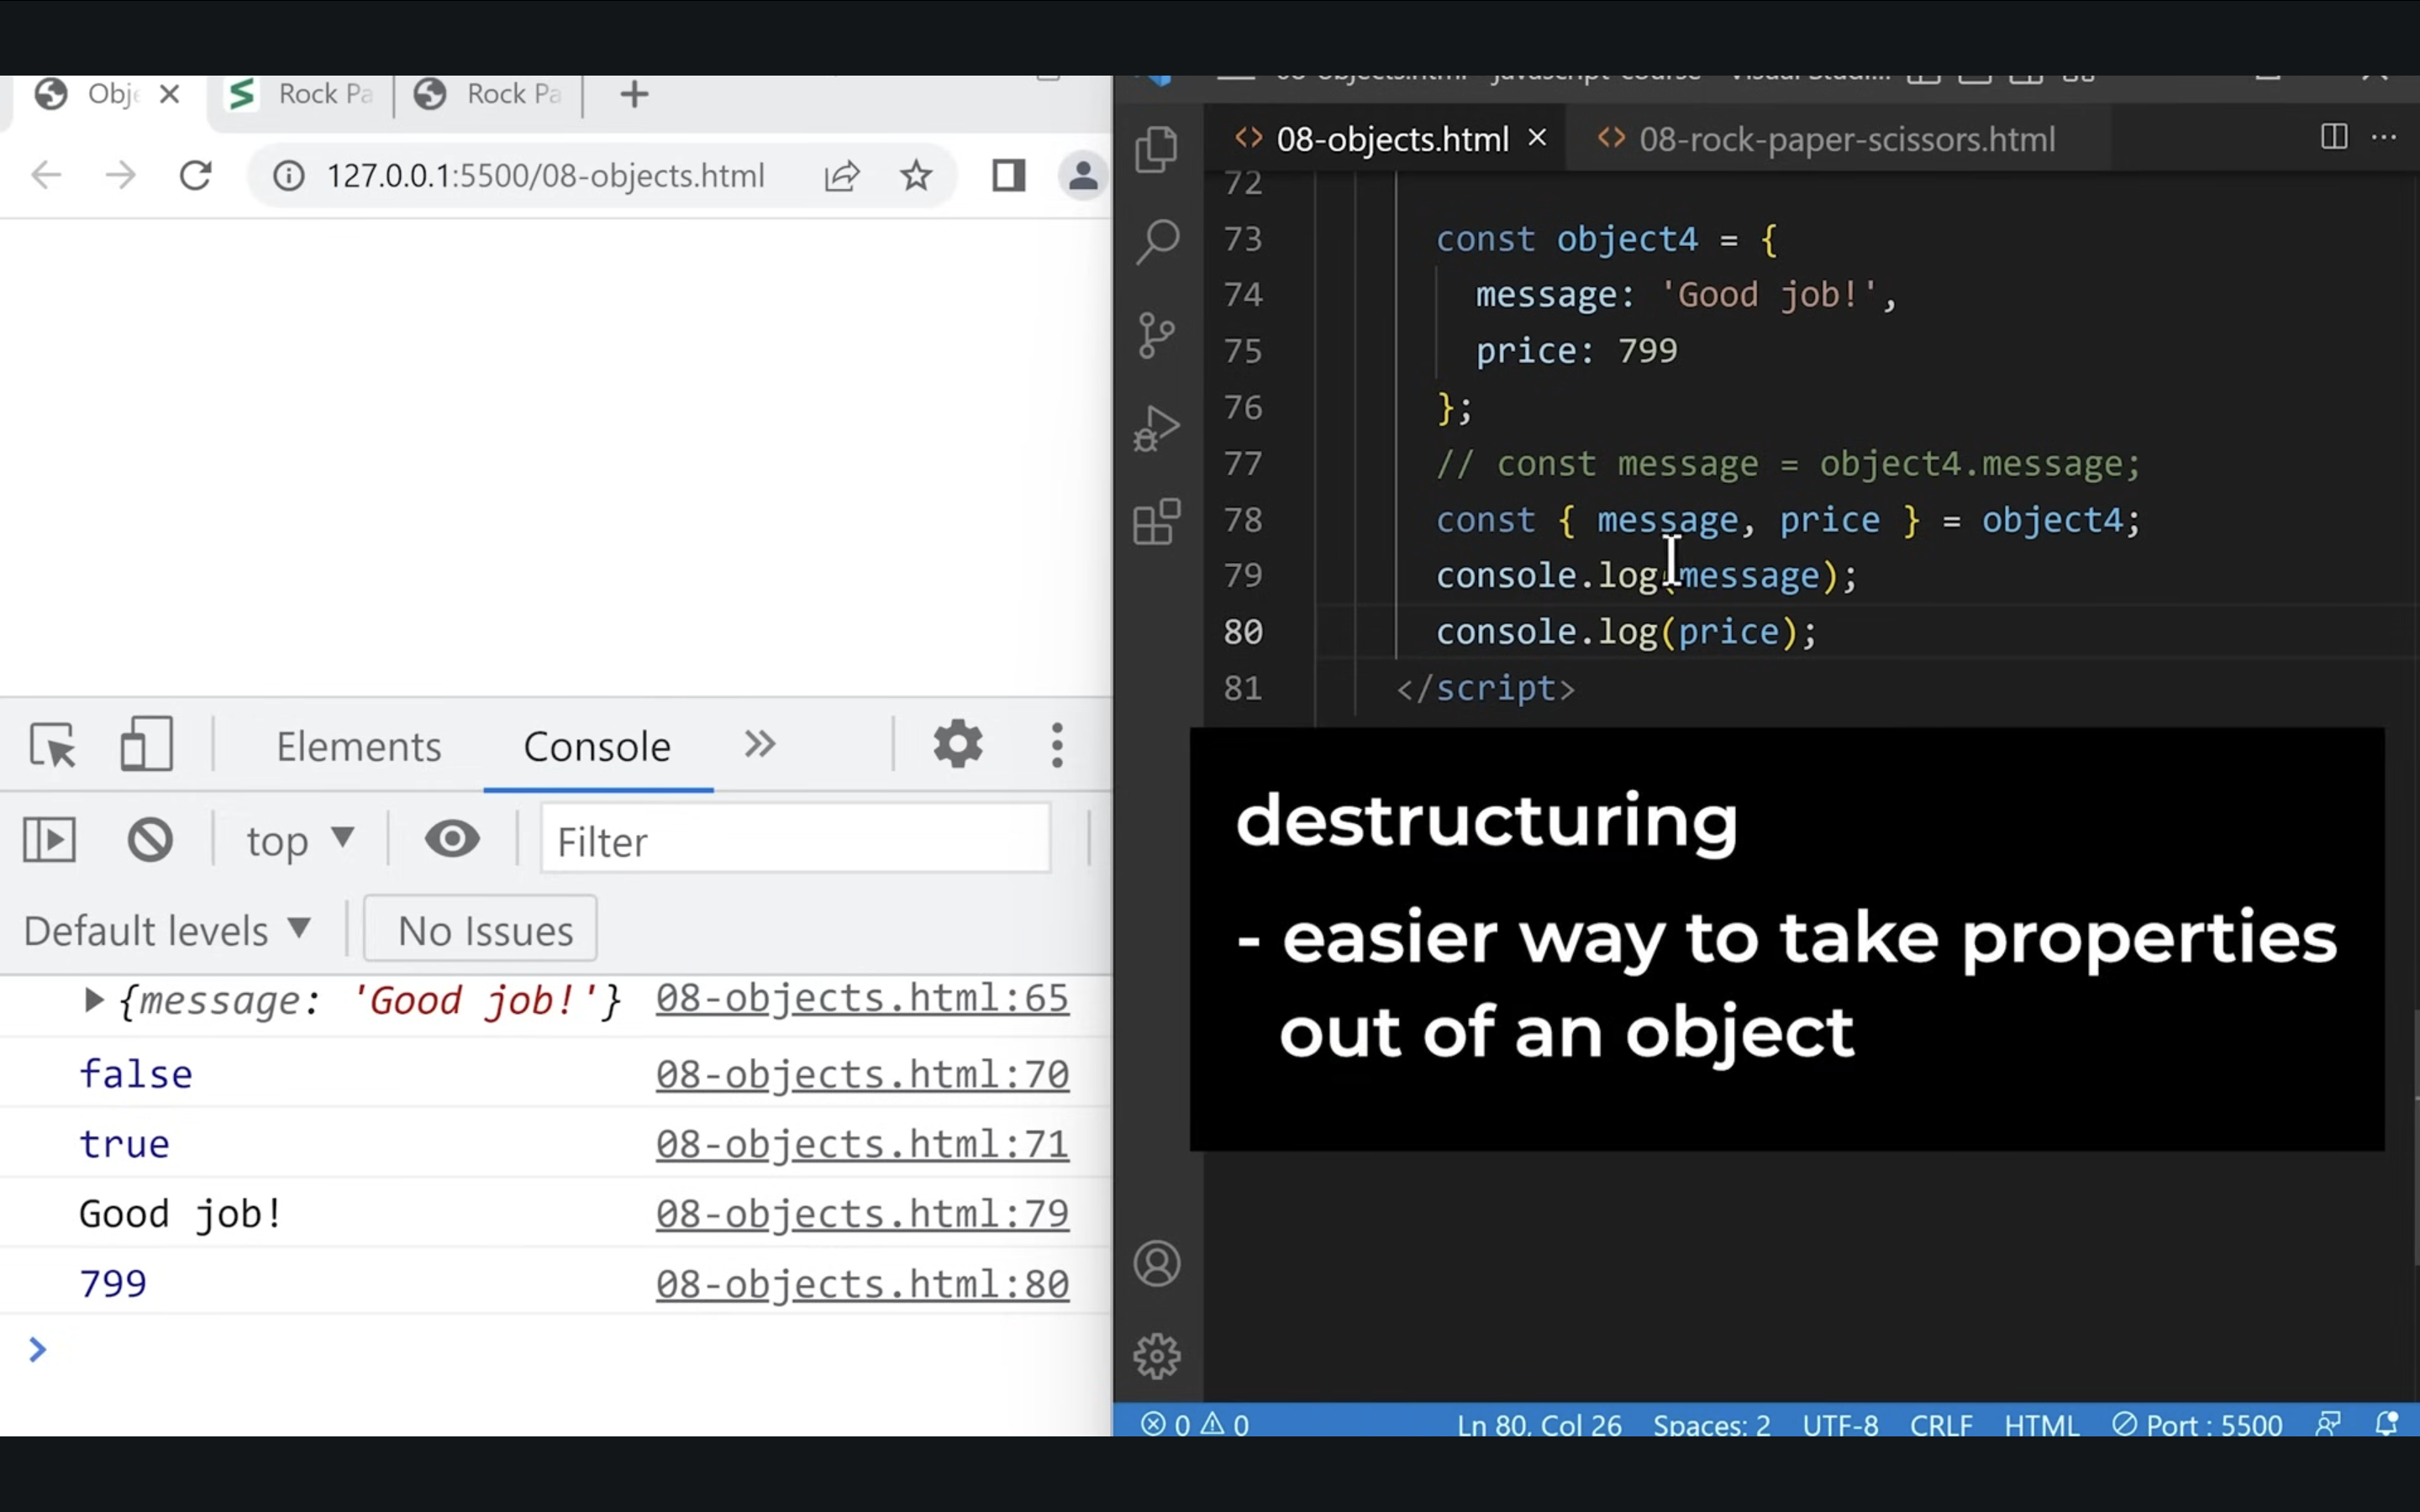 Obj
Rock Pa
Rock Pa
127.0.0.1:5500/08-objects.html
Elements
Console
top
Filter
Default levels
No Issues
{message: 'Good job!'} 08-objects.html:65
false 08-objects.html:70
true 08-objects.html:71
Good job! 08-objects.html:79
799 08-objects.html:80
08-objects.html
08-rock-paper-scissors.html
72
73 const object4 = {
74 message: 'Good job!',
75 price: 799
76 };
77 // const message = object4.message;
78 const { message, price } = object4;
79 console.log(message);
80 console.log(price);
81 </script>
destructuring
- easier way to take properties
out of an object
0 0 Ln 80, Col 26 Spaces: 2 UTF-8 CRLF HTML Port : 5500